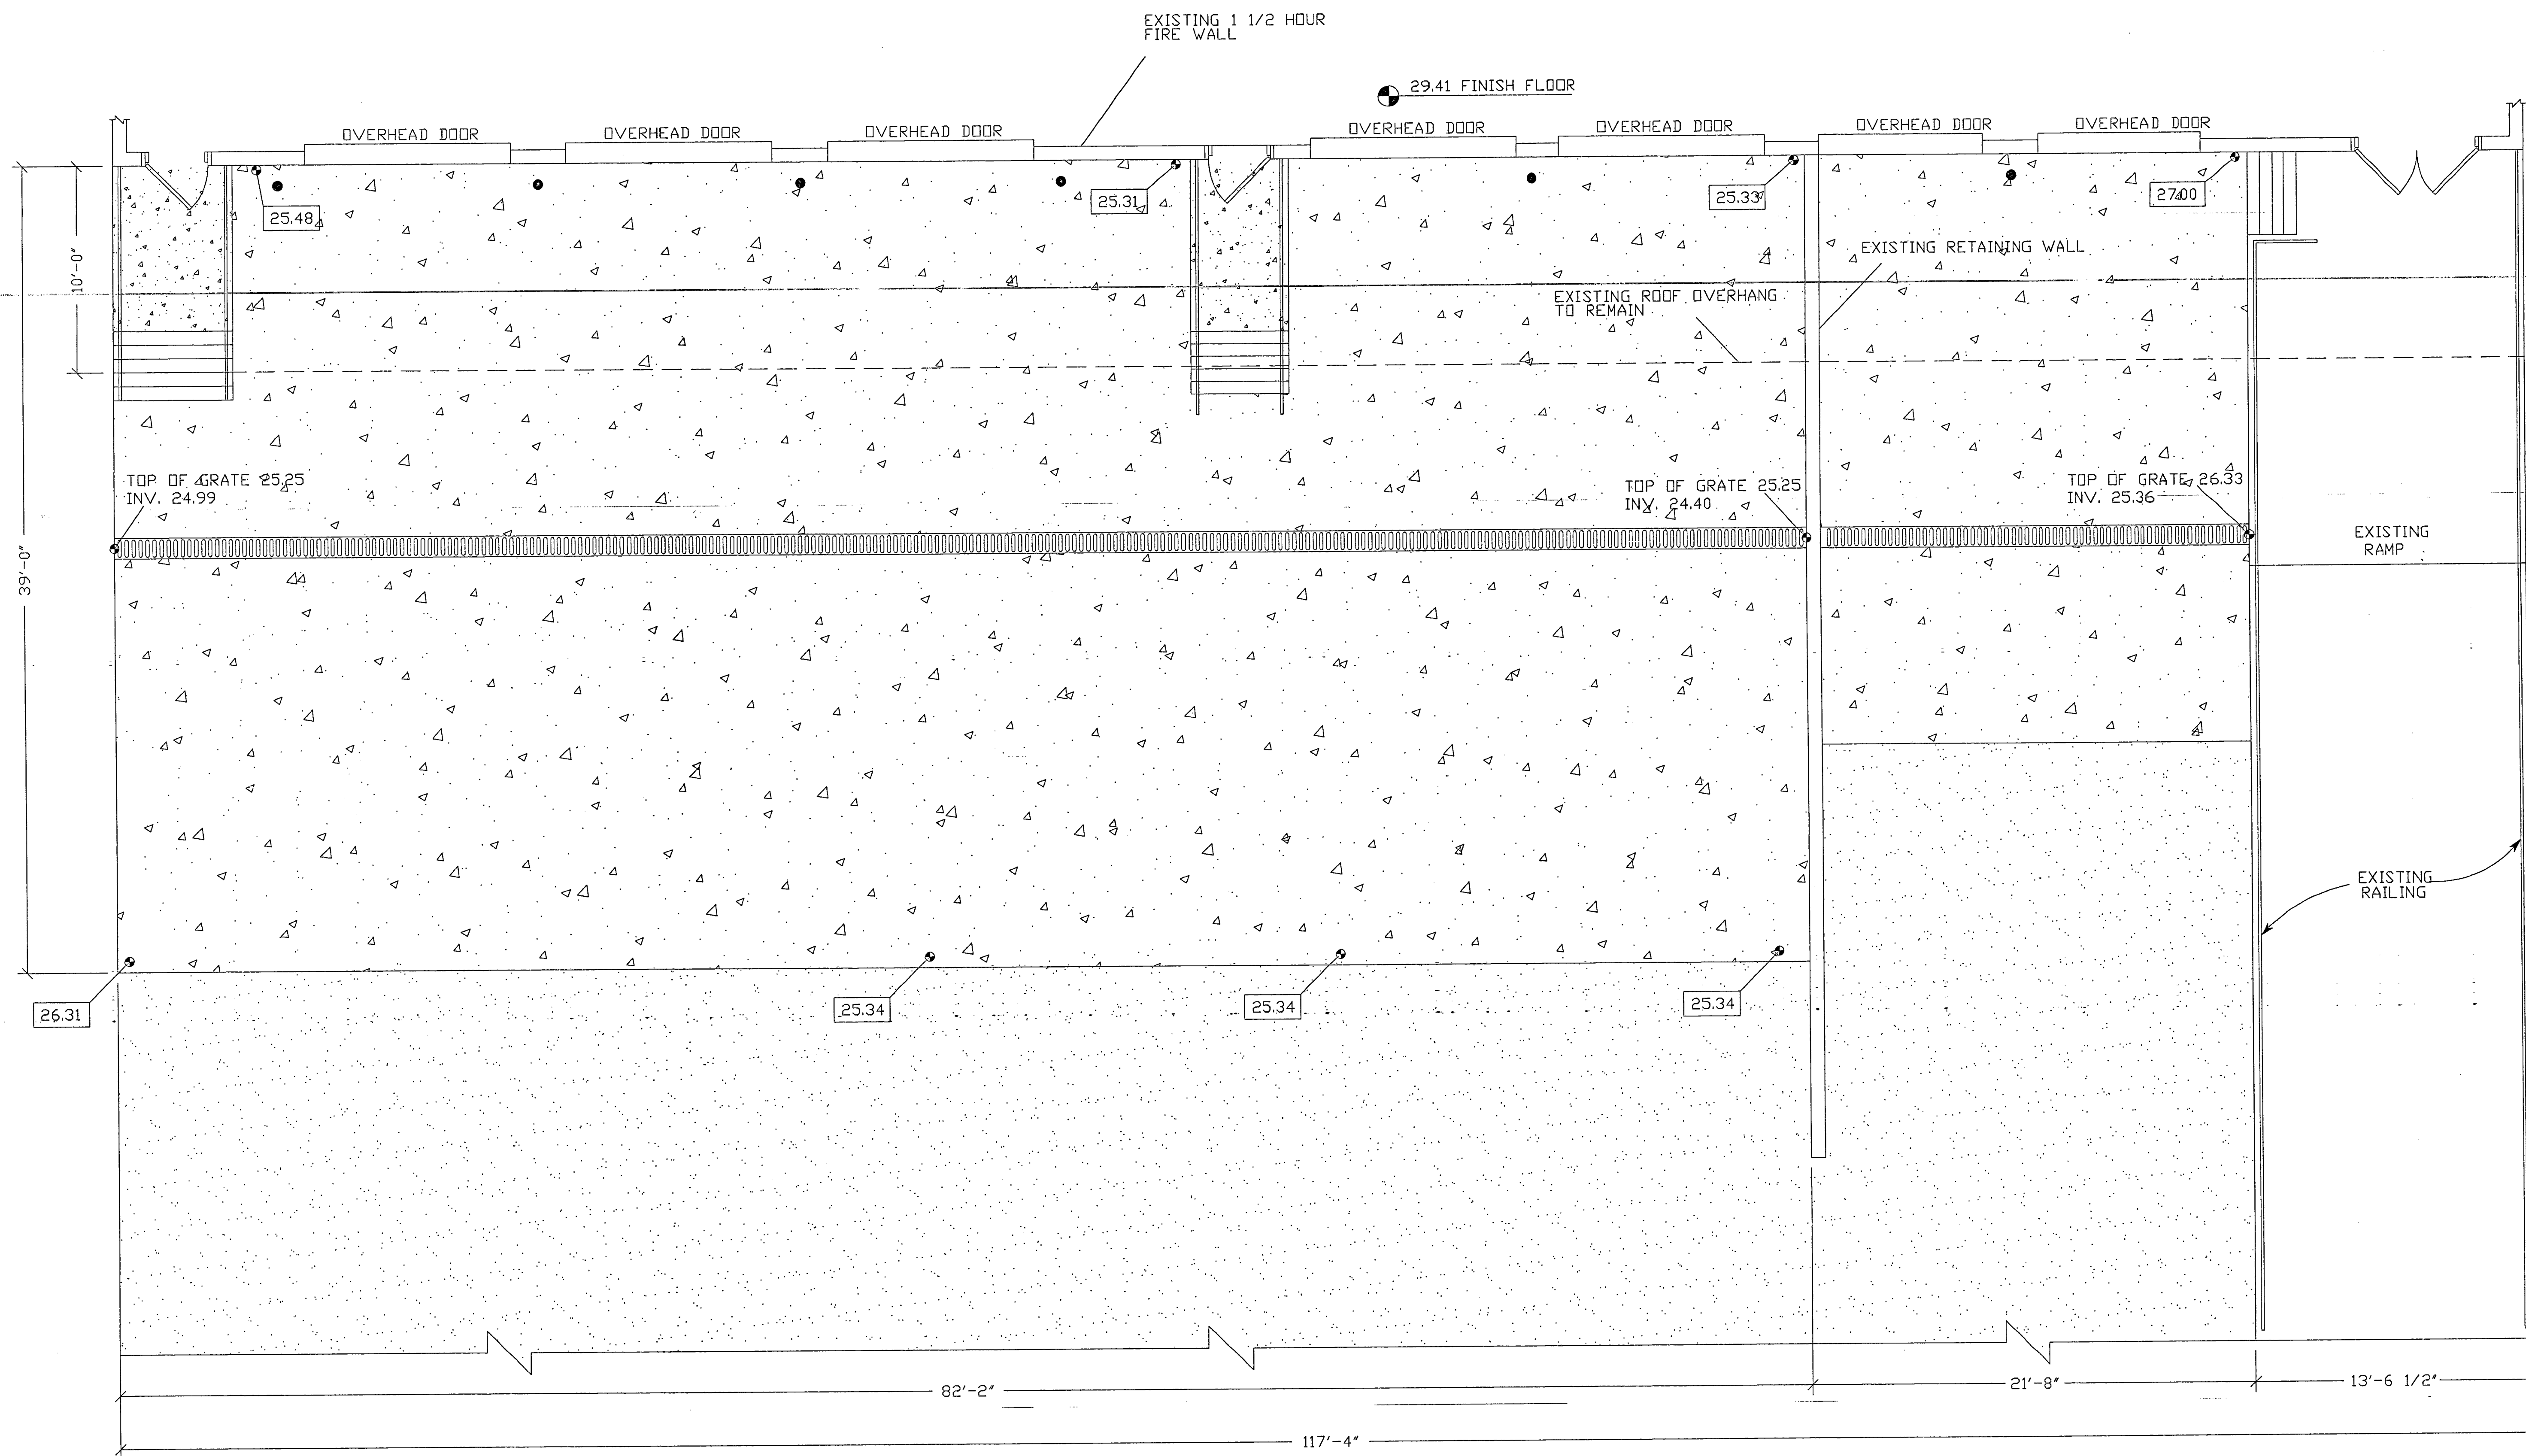 EXISTING 1 1/2 HOUR
FIRE WALL
29.41 FINISH FLOOR
OVERHEAD DOOR
OVERHEAD DOOR
OVERHEAD DOOR
OVERHEAD DOOR
OVERHEAD DOOR
OVERHEAD DOOR
OVERHEAD DOOR
25.48
25.31
25.33
27.00
10'-0"
EXISTING RETAINING WALL
EXISTING ROOF OVERHANG
TO REMAIN
TOP OF GRATE 25.25
INV. 24.99
TOP OF GRATE 25.25
INV. 24.40
TOP OF GRATE 26.33
INV. 25.36
39'-0"
EXISTING
RAMP
EXISTING
RAILING
26.31
25.34
25.34
25.34
82'-2"
21'-8"
13'-6 1/2"
117'-4"